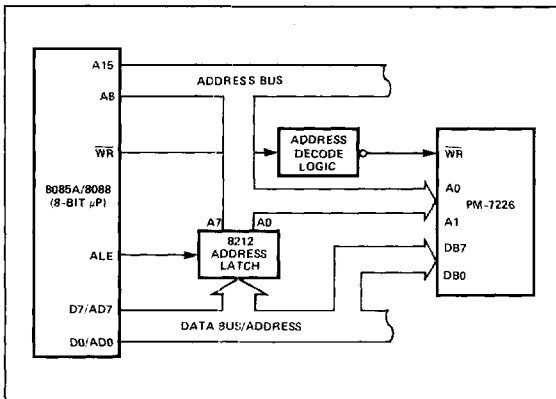 A15
ADDRESS BUS
A8
ADDRESS
DECODE
LOGIC
WR
WR
8085A/8088
(8-BIT μP)
A0
A1
PM-7226
A7
A0
8212
ADDRESS
LATCH
ALE
DB7
DB0
D7/AD7
DATA BUS/ADDRESS
D0/AD0